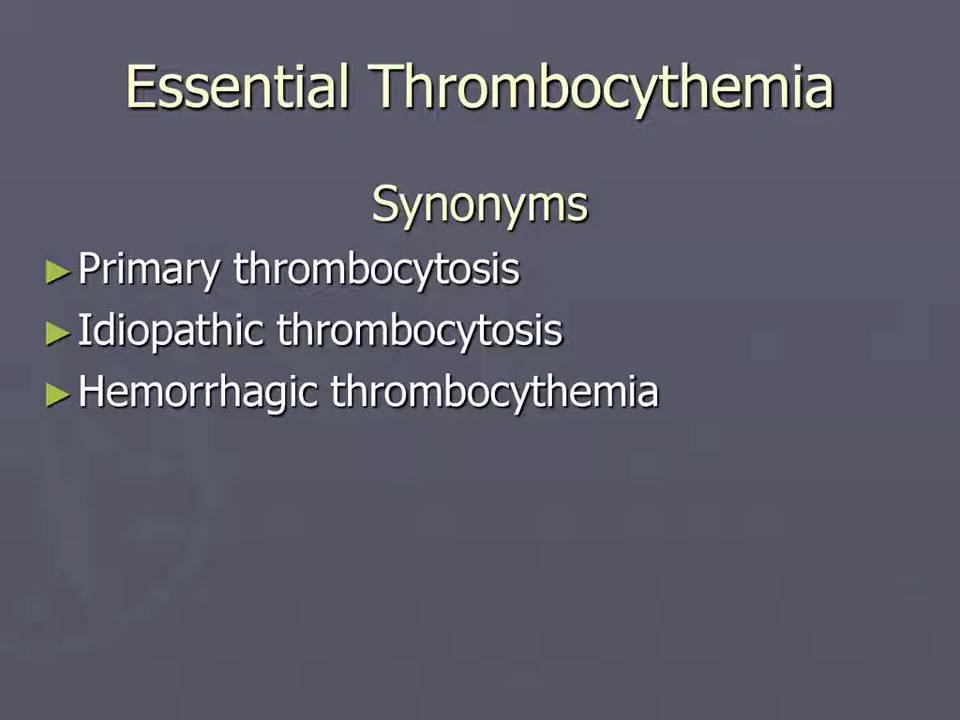 Essential Thrombocythemia
Synonyms
► Primary thrombocytosis
► Idiopathic thrombocytosis
► Hemorrhagic thrombocythemia